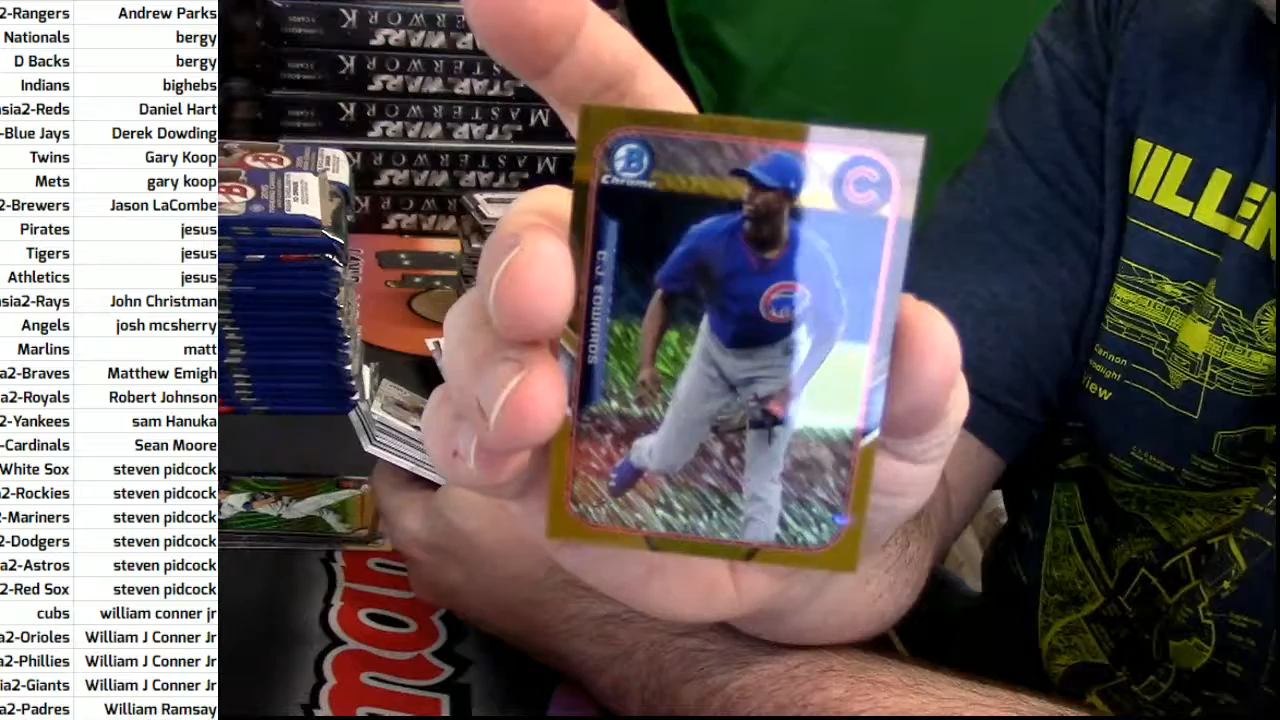 2-Rangers Andrew Parks
Nationals bergy
D Backs bergy
Indians bighebs
sia2-Reds Daniel Hart
-Blue Jays Derek Dowding
Twins Gary Koop
Mets gary koop
2-Brewers Jason LaCombe
Pirates jesus
Tigers jesus
Athletics jesus
sia2-Rays John Christman
Angels josh mcsherry
Marlins matt
a2-Braves Matthew Emigh
a2-Royals Robert Johnson
2-Yankees sam Hanuka
-Cardinals Sean Moore
White Sox steven pidcock
a2-Rockies steven pidcock
2-Mariners steven pidcock
2-Dodgers steven pidcock
a2-Astros steven pidcock
2-Red Sox steven pidcock
cubs william conner jr
a2-Orioles William J Conner Jr
a2-Phillies William J Conner Jr
ia2-Giants William J Conner Jr
a2-Padres William Ramsay
STAR WARS
MASTERWORK
STAR WARS
MASTERWORK
STAR WARS
MASTERWORK
B
Chrome
C
C.J. EDWARDS
C
ILLEN
Cannon
View